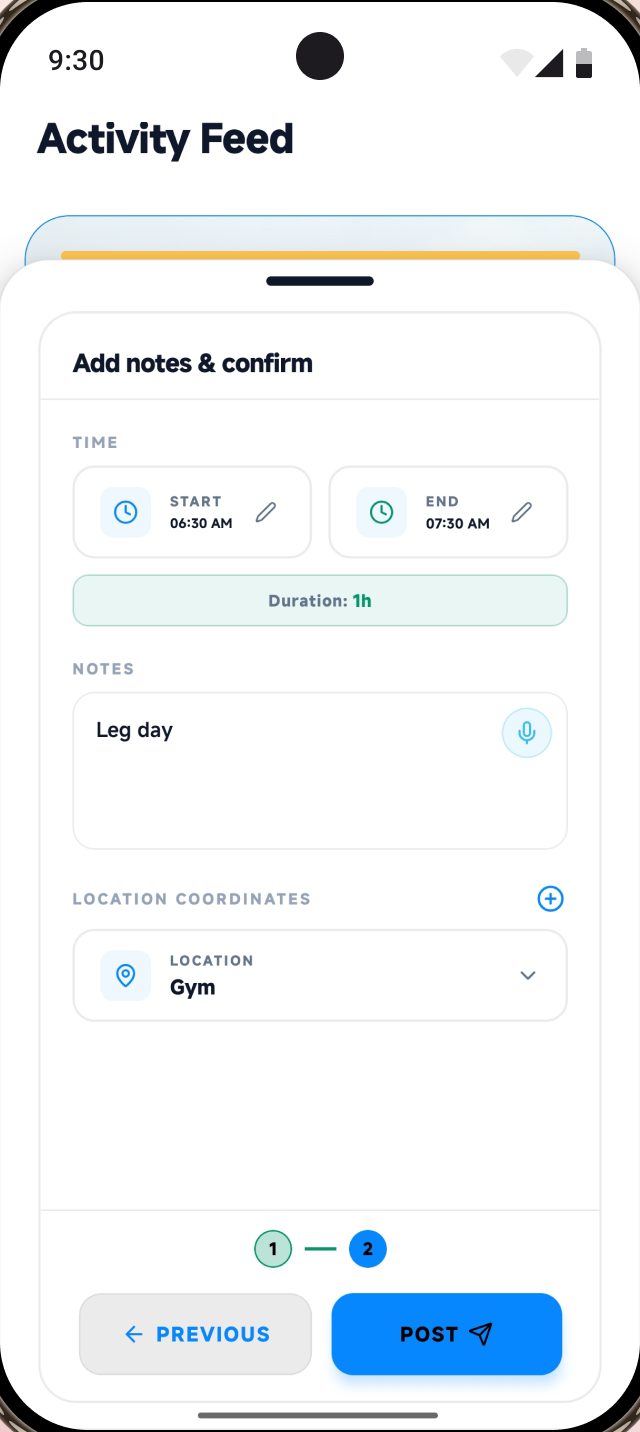 9:30
Activity Feed
Add notes & confirm
TIME
START
06:30 AM
END
07:30 AM
Duration: 1h
NOTES
Leg day
LOCATION COORDINATES
LOCATION
Gym
1
2
PREVIOUS
POST